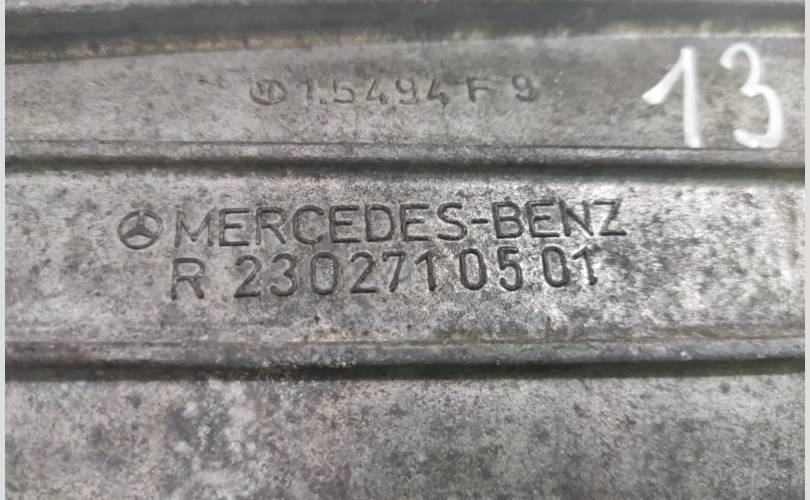 1.5494 F 9
13
MERCEDES-BENZ
R 230 271 05 01